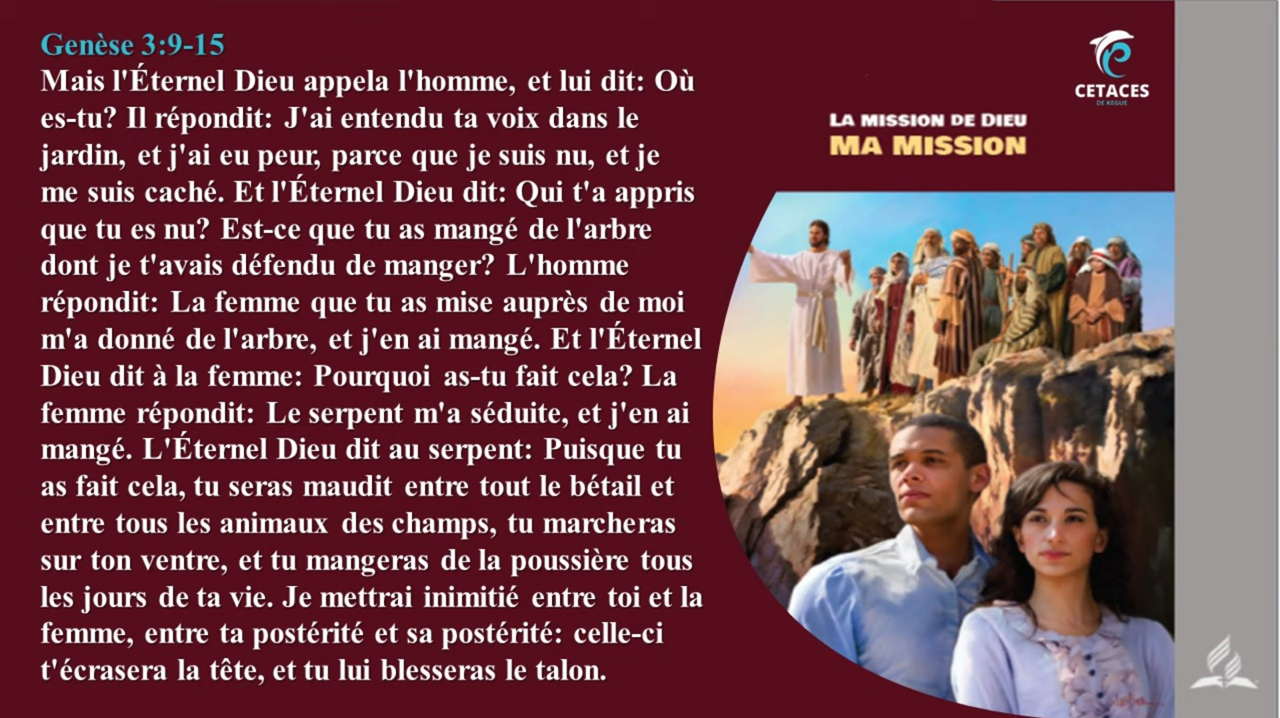 Genèse 3:9-15
Mais l'Éternel Dieu appela l'homme, et lui dit: Où
es-tu? Il répondit: J'ai entendu ta voix dans le
jardin, et j'ai eu peur, parce que je suis nu, et je
me suis caché. Et l'Éternel Dieu dit: Qui t'a appris
que tu es nu? Est-ce que tu as mangé de l'arbre
dont je t'avais défendu de manger? L'homme
répondit: La femme que tu as mise auprès de moi
m'a donné de l'arbre, et j'en ai mangé. Et l'Éternel
Dieu dit à la femme: Pourquoi as-tu fait cela? La
femme répondit: Le serpent m'a séduite, et j'en ai
mangé. L'Éternel Dieu dit au serpent: Puisque tu
as fait cela, tu seras maudit entre tout le bétail et
entre tous les animaux des champs, tu marcheras
sur ton ventre, et tu mangeras de la poussière tous
les jours de ta vie. Je mettrai inimitié entre toi et la
femme, entre ta postérité et sa postérité: celle-ci
t'écrasera la tête, et tu lui blesseras le talon.
CETACES
DE KEGUE
LA MISSION DE DIEU
MA MISSION